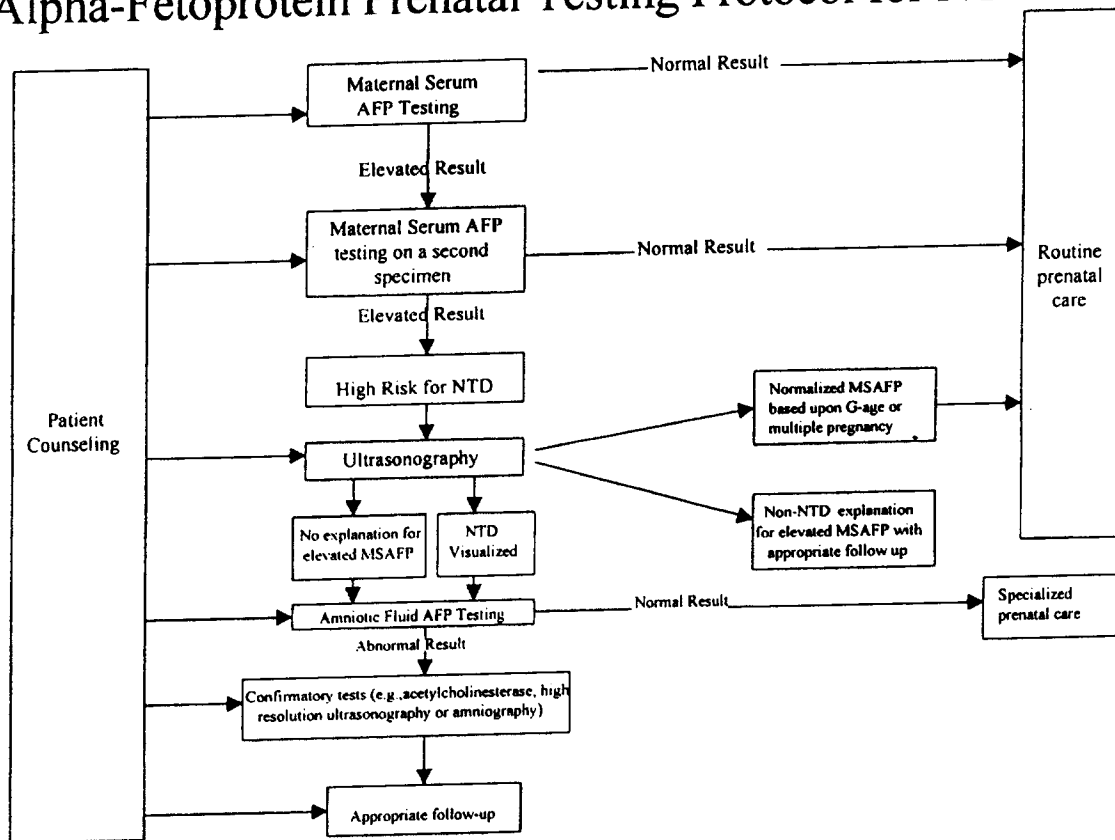 Alpha-Fetoprotein Prenatal Testing Protocol for
Maternal Serum
AFP Testing
Normal Result
Elevated Result
Maternal Serum AFP
testing on a second
specimen
Normal Result
Routine
prenatal
care
Elevated Result
High Risk for NTD
Normalized MSAFP
based upon G-age or
multiple pregnancy
Patient
Counseling
Ultrasonography
Non-NTD explanation
for elevated MSAFP with
appropriate follow up
No explanation for
elevated MSAFP
NTD
Visualized
Amniotic Fluid AFP Testing
Normal Result
Specialized
prenatal care
Abnormal Result
Confirmatory tests (e.g.,acetylcholinesterase, high
resolution ultrasonography or amniography)
Appropriate follow-up